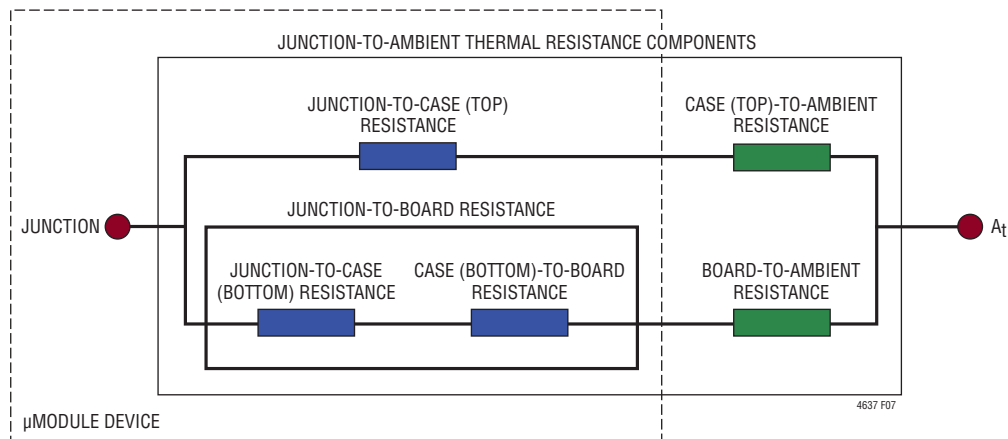 JUNCTION-TO-AMBIENT THERMAL RESISTANCE COMPONENTS
JUNCTION-TO-CASE (TOP)
RESISTANCE
CASE (TOP)-TO-AMBIENT
RESISTANCE
JUNCTION
JUNCTION-TO-BOARD RESISTANCE
At
JUNCTION-TO-CASE
(BOTTOM) RESISTANCE
CASE (BOTTOM)-TO-BOARD
RESISTANCE
BOARD-TO-AMBIENT
RESISTANCE
4637 F07
µMODULE DEVICE